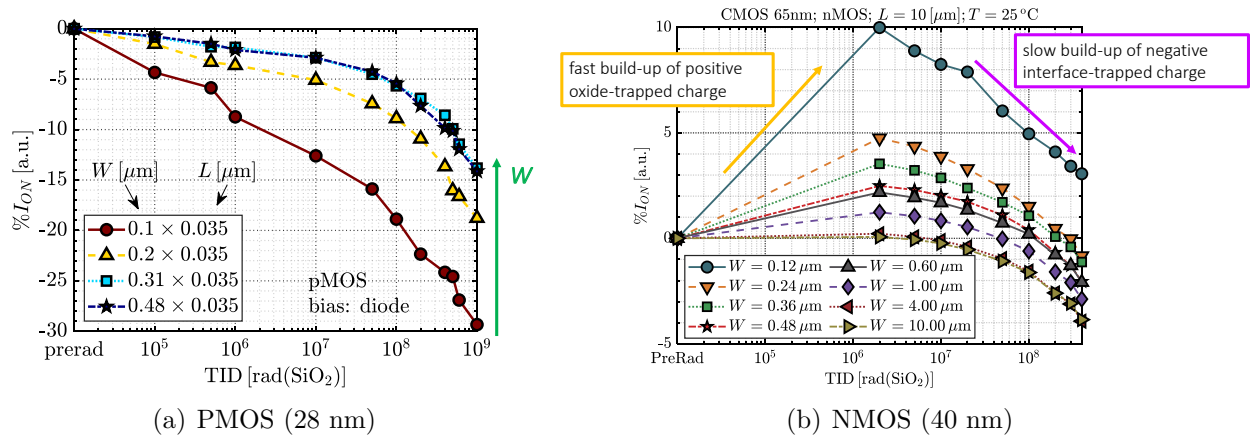 0
-5
-10
-15
-20
-25
-30
%I_ON [a.u.]
W [μm] L [μm]
0.1 × 0.035
0.2 × 0.035
0.31 × 0.035
0.48 × 0.035
pMOS
bias: diode
W
prerad 10^5 10^6 10^7 10^8 10^9
TID [rad(SiO₂)]
(a) PMOS (28 nm)
CMOS 65nm; nMOS; L = 10 [μm]; T = 25 °C
10
5
0
-5
%I_ON [a.u.]
fast build-up of positive
oxide-trapped charge
slow build-up of negative
interface-trapped charge
W = 0.12 μm W = 0.60 μm
W = 0.24 μm W = 1.00 μm
W = 0.36 μm W = 4.00 μm
W = 0.48 μm W = 10.00 μm
PreRad 10^5 10^6 10^7 10^8
TID [rad(SiO₂)]
(b) NMOS (40 nm)